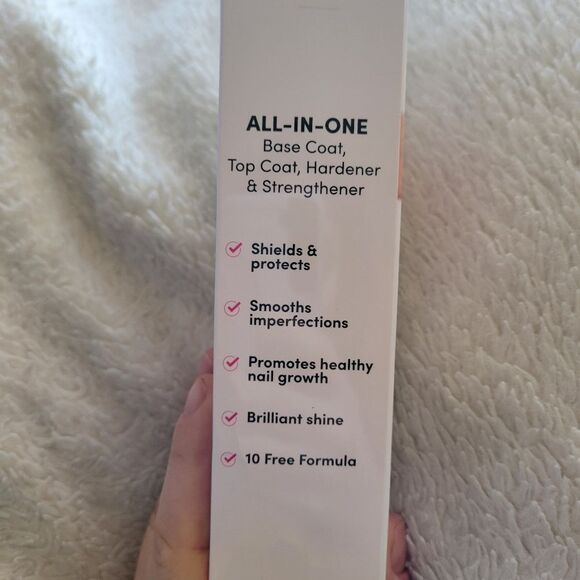 ALL-IN-ONE
Base Coat,
Top Coat, Hardener
& Strengthener
Shields &
protects
Smooths
imperfections
Promotes healthy
nail growth
Brilliant shine
10 Free Formula